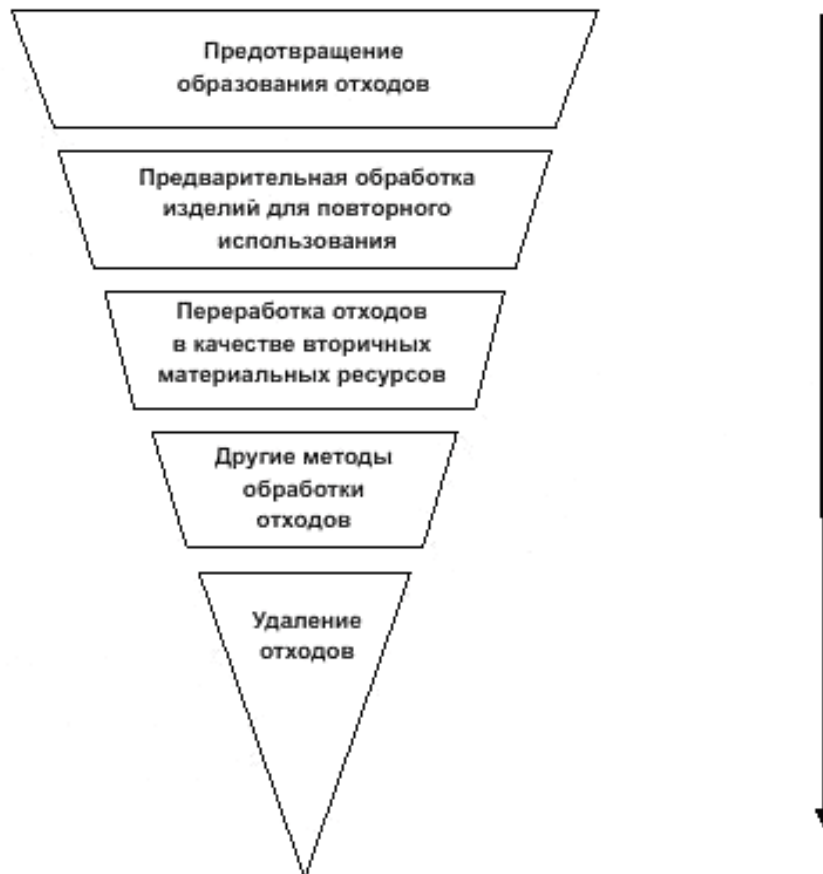 Предотвращение
образования отходов
Предварительная обработка
изделий для повторного
использования
Переработка отходов
в качестве вторичных
материальных ресурсов
Другие методы
обработки
отходов
Удаление
отходов